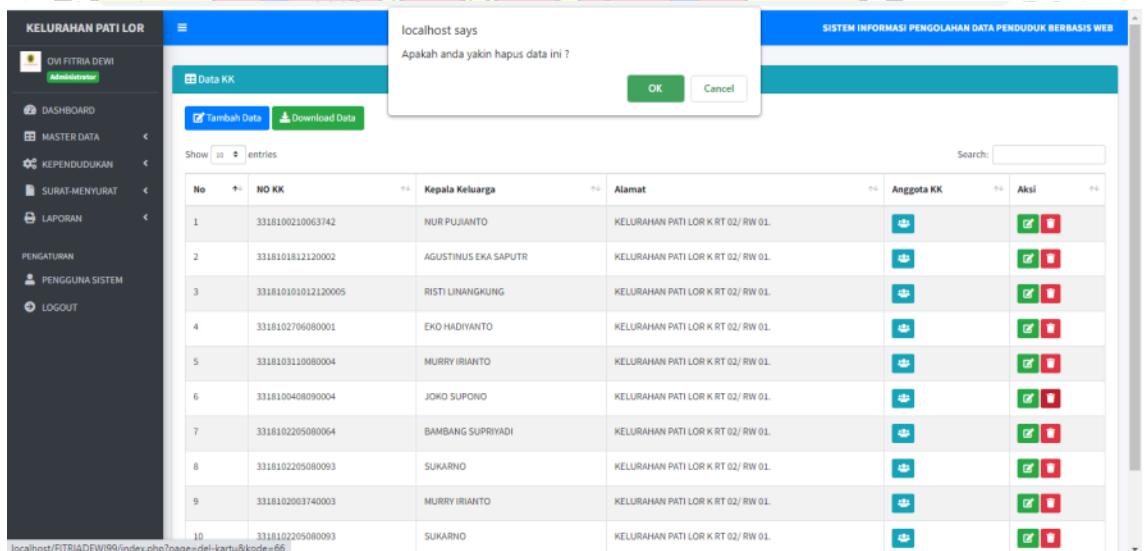 KELURAHAN PATI LOR
SISTEM INFORMASI PENGOLAHAN DATA PENDUDUK BERBASIS WEB
localhost says
Apakah anda yakin hapus data ini ?
OK Cancel
OVI FITRIA DEWI
Administrator
DASHBOARD
MASTER DATA
KEPENDUDUKAN
SURAT-MENYURAT
LAPORAN
PENGATURAN
PENGGUNA SISTEM
LOGOUT
Data KK
Tambah Data Download Data
Show 10 entries Search:
No NO KK Kepala Keluarga Alamat Anggota KK Aksi
1 3318100210063742 NUR PUJIANTO KELURAHAN PATI LOR K RT 02/ RW 01.
2 3318101812120002 AGUSTINUS EKA SAPUTR KELURAHAN PATI LOR K RT 02/ RW 01.
3 331810101012120005 RISTI LINANGKUNG KELURAHAN PATI LOR K RT 02/ RW 01.
4 3318102706080001 EKO HADIYANTO KELURAHAN PATI LOR K RT 02/ RW 01.
5 3318103110080004 MURRY IRIANTO KELURAHAN PATI LOR K RT 02/ RW 01.
6 3318100408090004 JOKO SUPONO KELURAHAN PATI LOR K RT 02/ RW 01.
7 3318102205080064 BAMBANG SUPRIYADI KELURAHAN PATI LOR K RT 02/ RW 01.
8 3318102205080093 SUKARNO KELURAHAN PATI LOR K RT 02/ RW 01.
9 3318102003740003 MURRY IRIANTO KELURAHAN PATI LOR K RT 02/ RW 01.
10 3318102205080093 SUKARNO KELURAHAN PATI LOR K RT 02/ RW 01.
localhost/FITRIADEWI99/index.php?page=del-kartu&kode=66